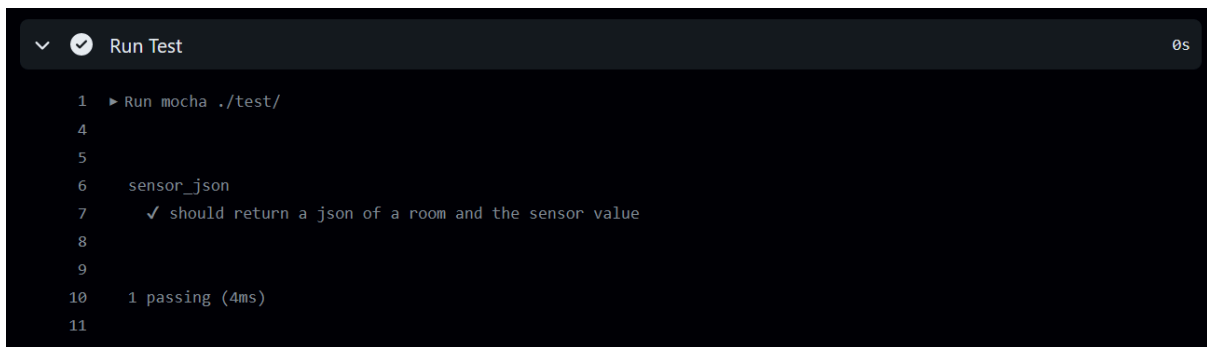 Run Test 0s
1 ▸ Run mocha ./test/
4
5
6 sensor_json
7 ✓ should return a json of a room and the sensor value
8
9
10 1 passing (4ms)
11